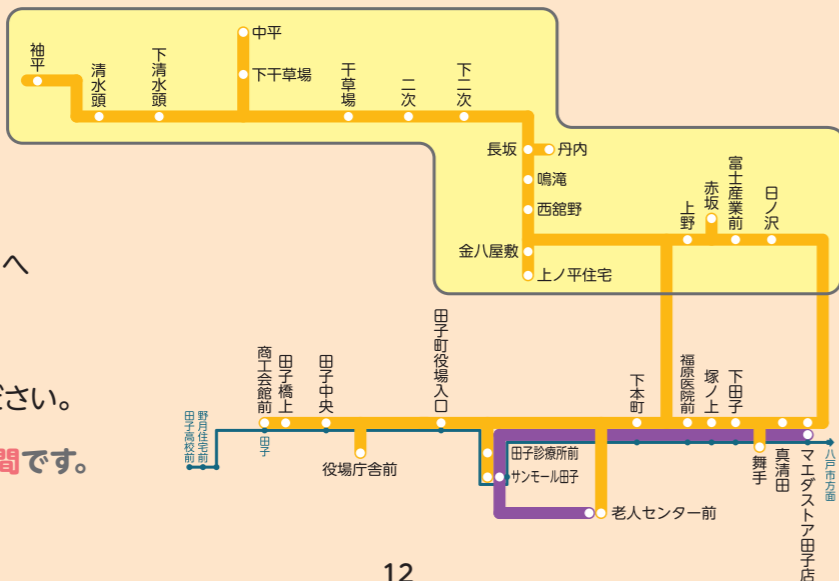 中平
袖平
清水頭
下清水頭
下干草場
干草場
二次
下二次
長坂
丹内
鳴滝
西舘野
金八屋敷
上ノ平住宅
上野
赤坂
富士産業前
日ノ沢
へ
ださい。
間です。
商工会館前
田子橋上
田子中央
田子町役場入口
下本町
福原医院前
塚ノ上
下田子
田子高校前
野月住宅前
田子
役場庁舎前
田子診療所前
サンモール田子
老人センター前
舞手
真清田
マエダストア田子店
八戸市方面
12